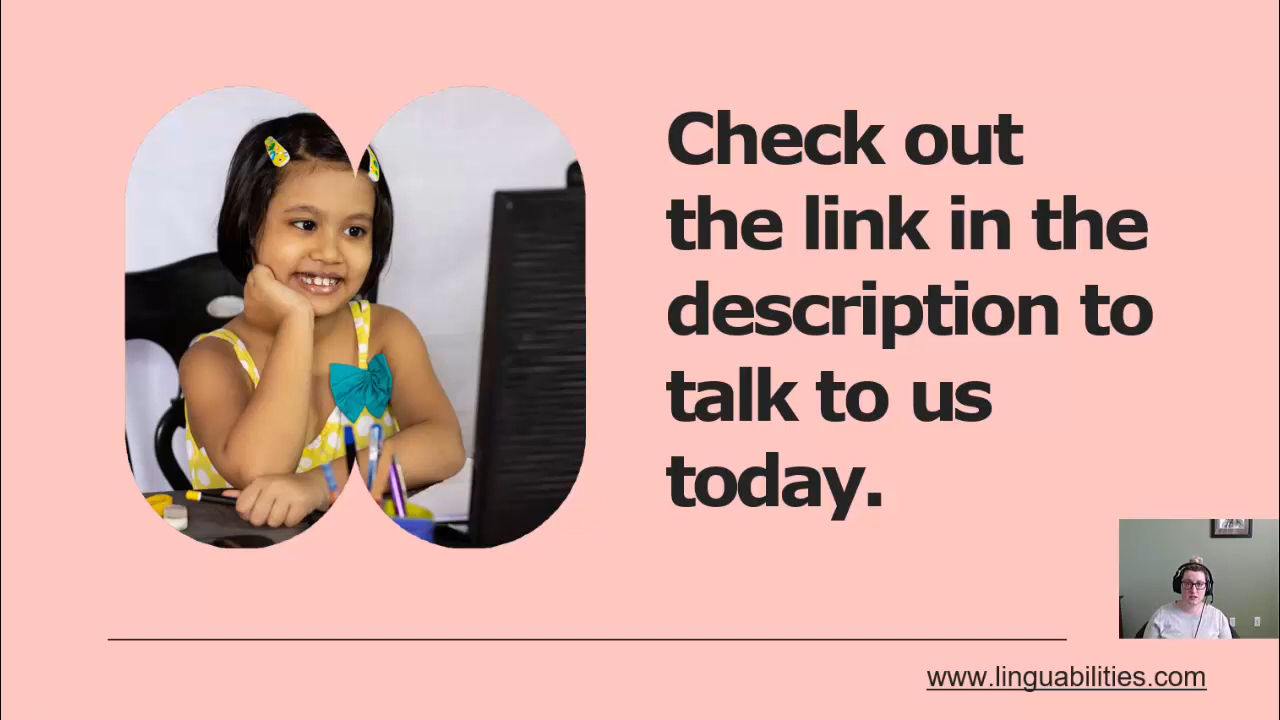 Check out
the link in the
description to
talk to us
today.
www.linguabilities.com